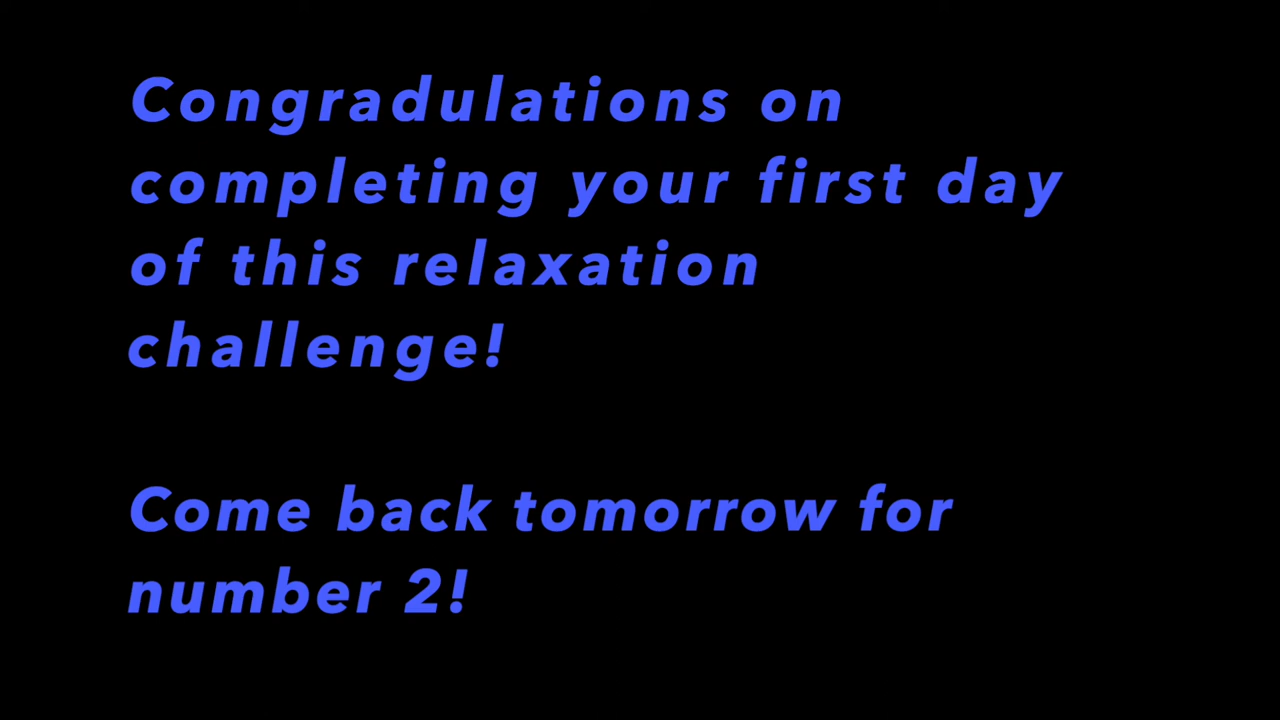 Congradulations on
completing your first day
of this relaxation
challenge!
Come back tomorrow for
number 2!